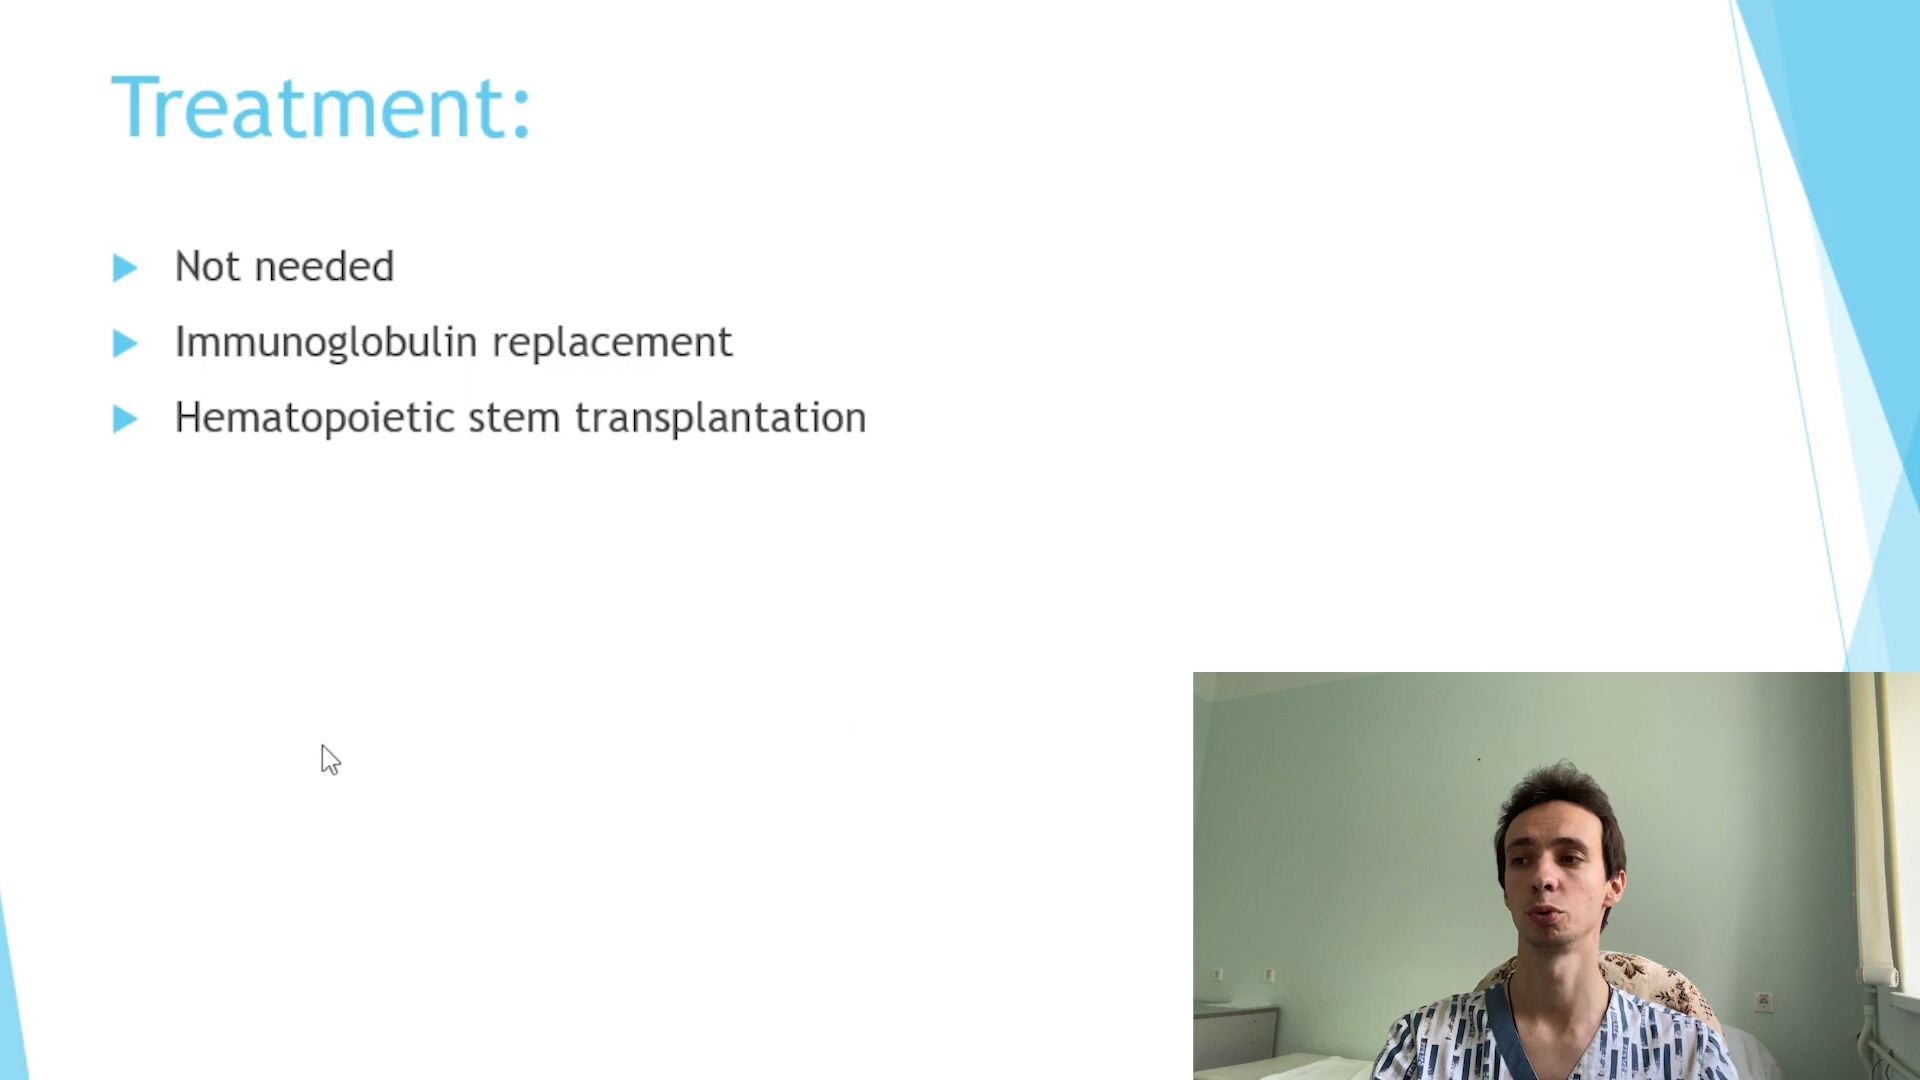 Treatment:
Not needed
Immunoglobulin replacement
Hematopoietic stem transplantation